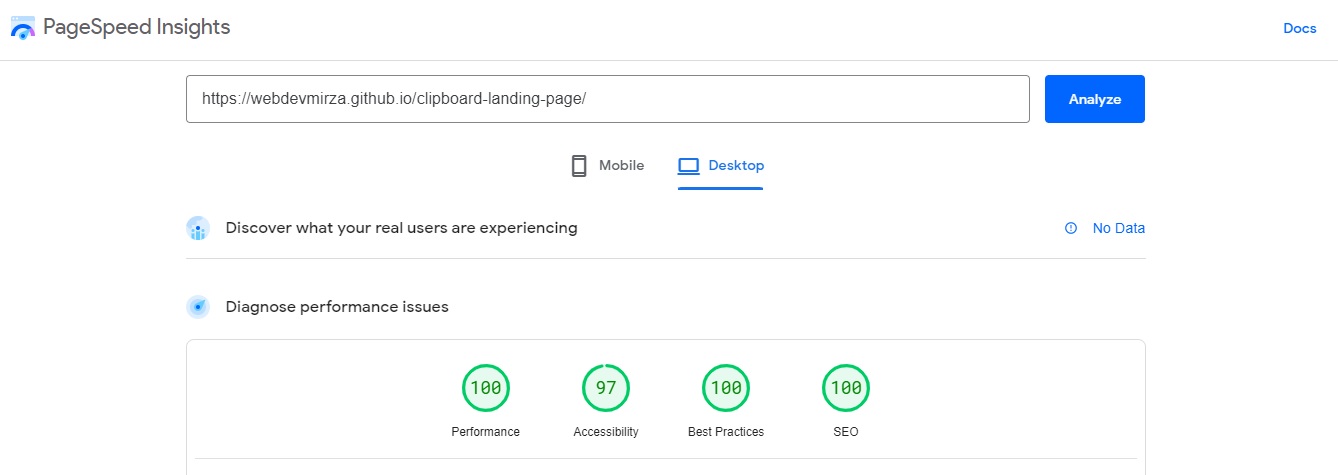 PageSpeed Insights
Docs
https://webdevmirza.github.io/clipboard-landing-page/
Analyze
Mobile
Desktop
Discover what your real users are experiencing
No Data
Diagnose performance issues
100
97
100
100
Performance
Accessibility
Best Practices
SEO